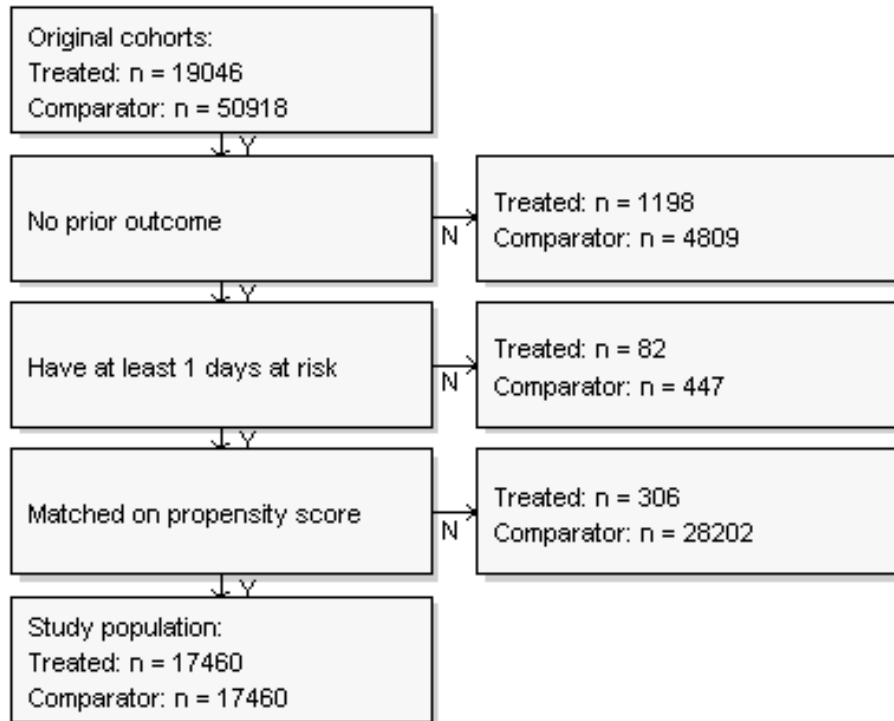 Original cohorts:
Treated: n = 19046
Comparator: n = 50918
Y
No prior outcome
N
Treated: n = 1198
Comparator: n = 4809
Y
Have at least 1 days at risk
N
Treated: n = 82
Comparator: n = 447
Y
Matched on propensity score
N
Treated: n = 306
Comparator: n = 28202
Y
Study population:
Treated: n = 17460
Comparator: n = 17460